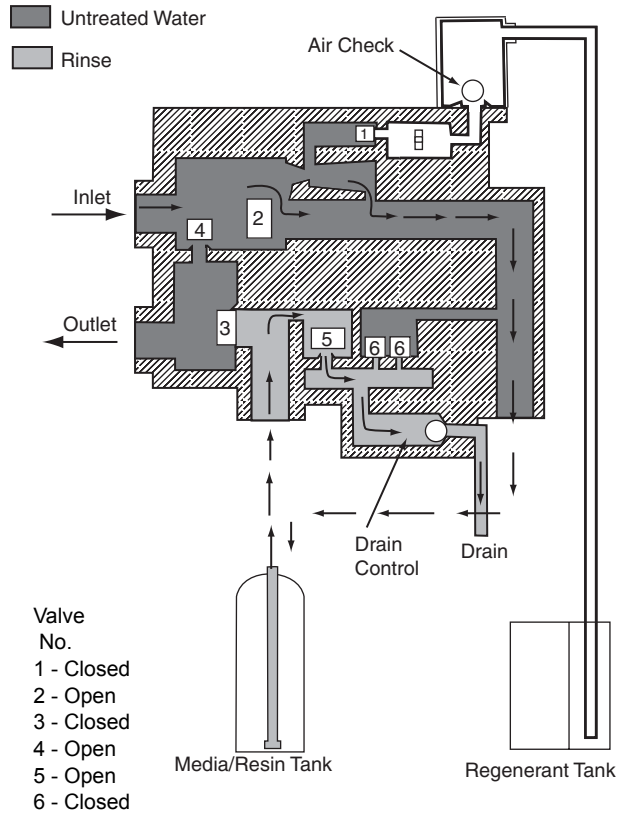 Untreated Water
Rinse
Air Check
1
Inlet
2
4
Outlet
3
5
6 6
Drain
Control
Drain
Valve
No.
1 - Closed
2 - Open
3 - Closed
4 - Open
5 - Open
6 - Closed
Media/Resin Tank
Regenerant Tank